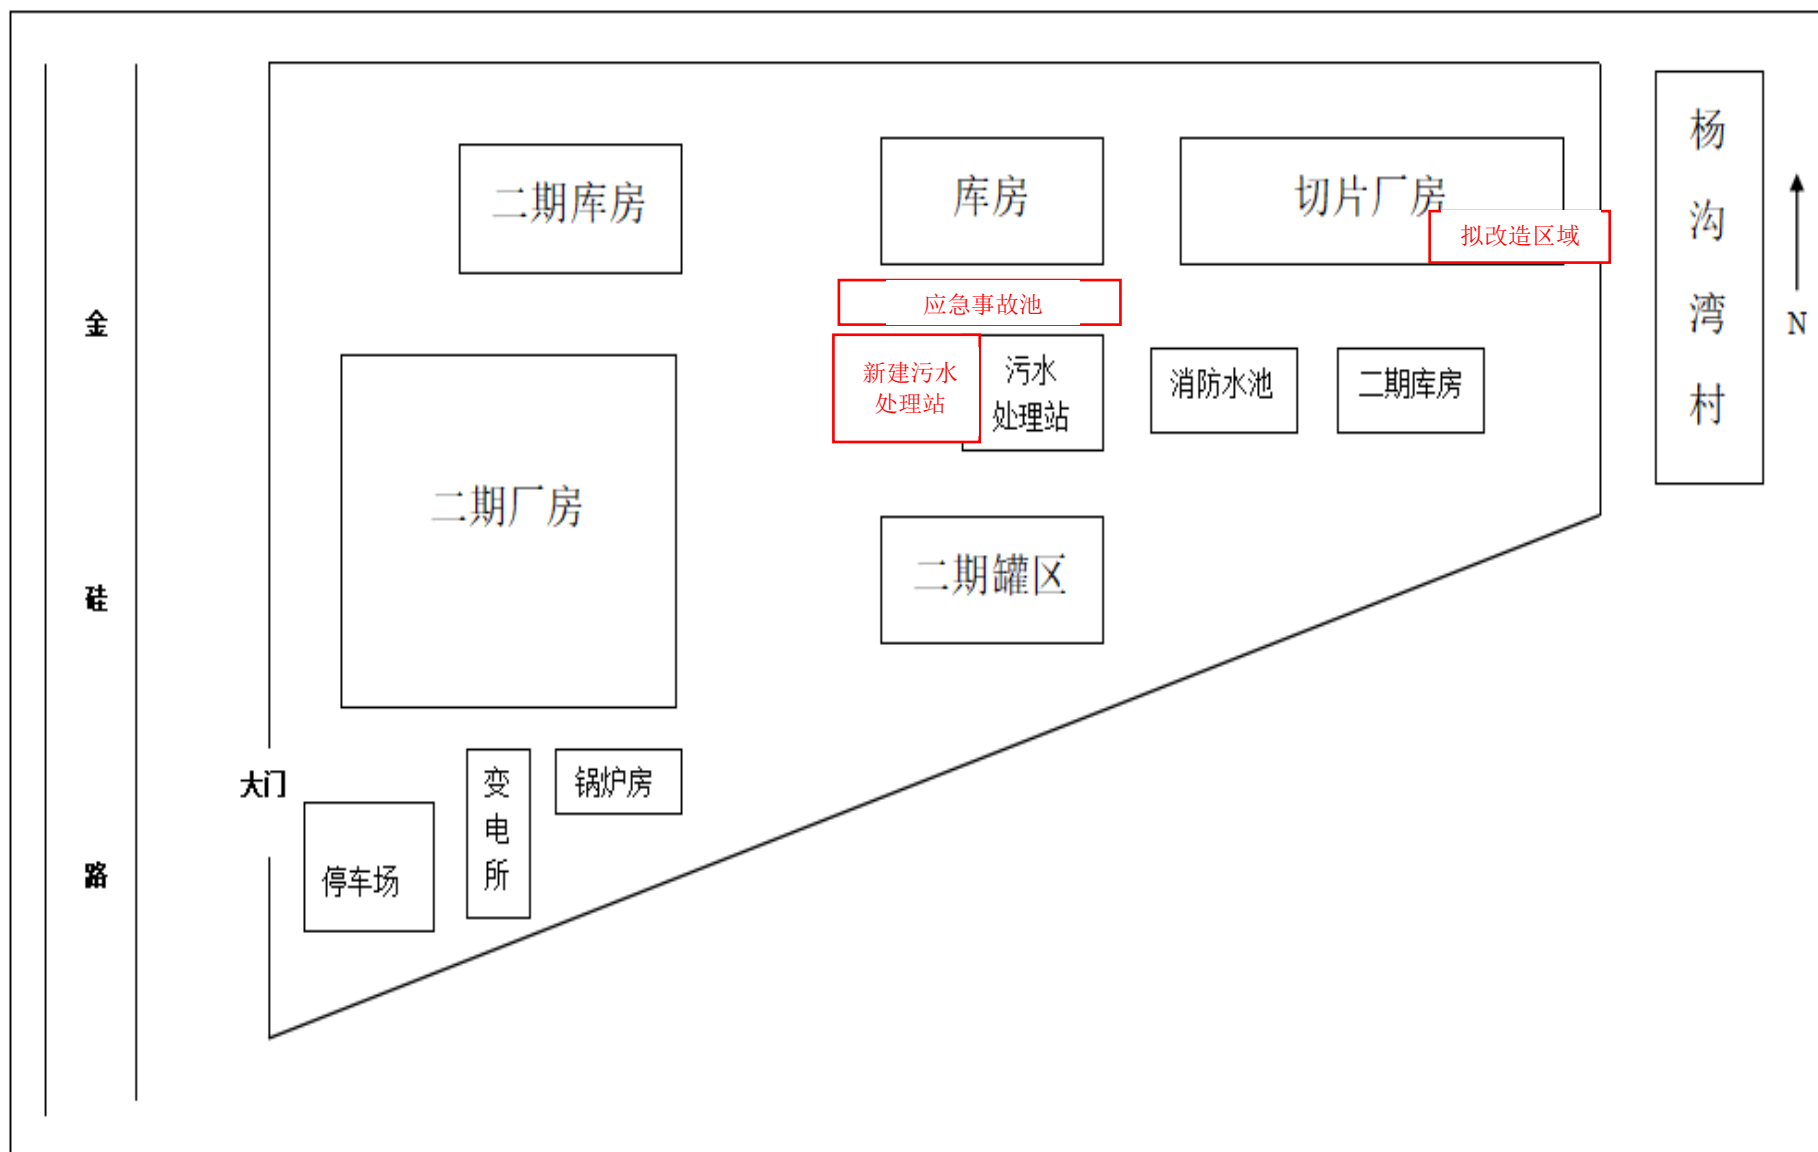 二期库房
库房
切片厂房
拟改造区域
杨
沟
湾
村
N
应急事故池
新建污水
处理站
污水
处理站
消防水池
二期库房
金
硅
路
二期厂房
二期罐区
大门
变
电
所
锅炉房
停车场